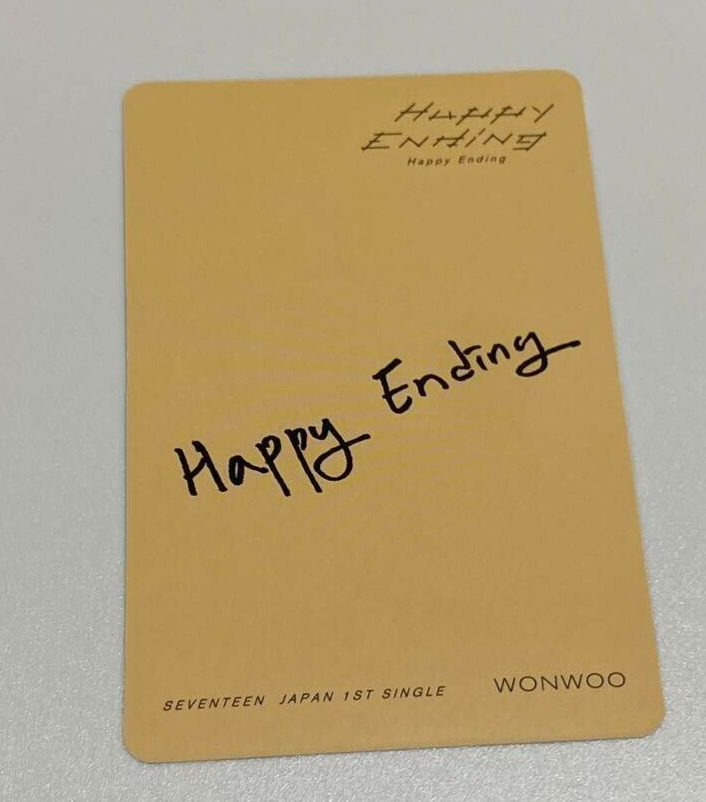 HAPPY
ENDiNG
Happy Ending
Happy Ending
SEVENTEEN JAPAN 1ST SINGLE
WONWOO